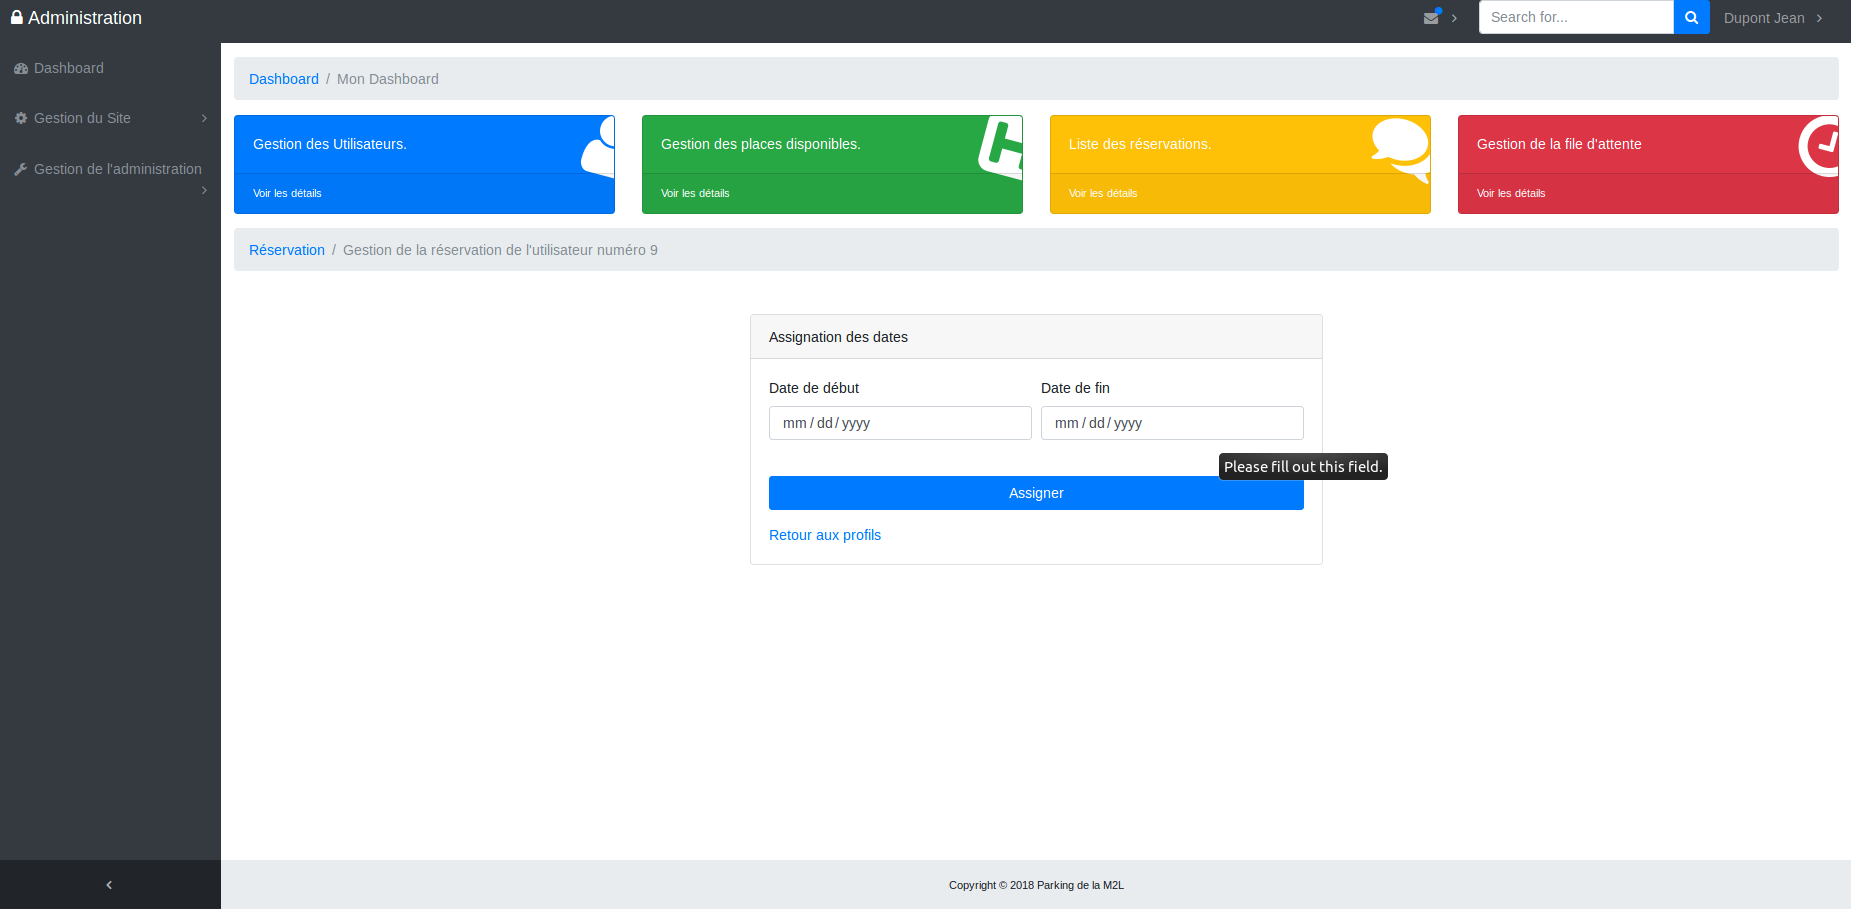 Administration
Search for...
Dupont Jean
Dashboard
Gestion du Site
Gestion de l'administration
Dashboard / Mon Dashboard
Gestion des Utilisateurs.
Voir les détails
Gestion des places disponibles.
Voir les détails
Liste des réservations.
Voir les détails
Gestion de la file d'attente
Voir les détails
Réservation / Gestion de la réservation de l'utilisateur numéro 9
Assignation des dates
Date de début
Date de fin
mm / dd / yyyy
mm / dd / yyyy
Please fill out this field.
Assigner
Retour aux profils
Copyright © 2018 Parking de la M2L